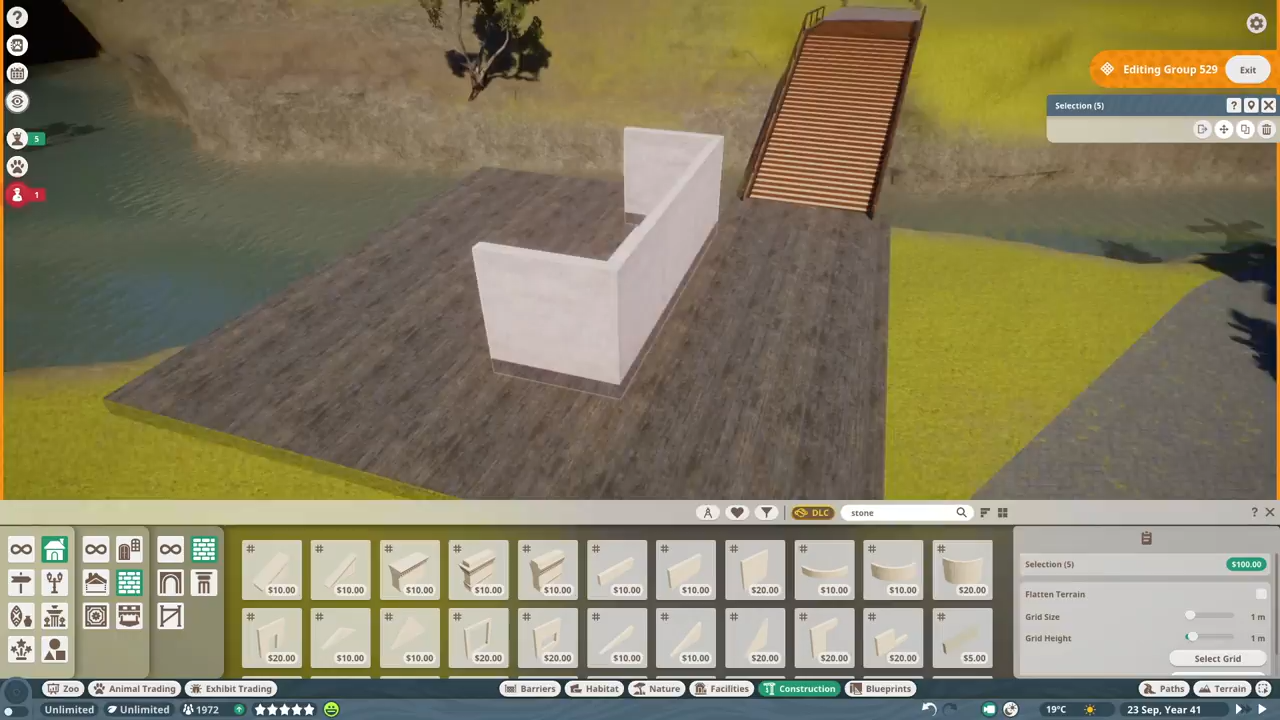 Editing Group 529
Exit
Selection (5)
?
?
5
1
DLC
stone
?
$10.00 $10.00 $10.00 $10.00 $10.00 $10.00 $10.00 $20.00 $10.00 $10.00 $20.00
$20.00 $10.00 $10.00 $20.00 $20.00 $10.00 $10.00 $20.00 $20.00 $20.00 $5.00
Selection (5) $100.00
Flatten Terrain
Grid Size 1 m
Grid Height 1 m
Select Grid
Zoo Animal Trading Exhibit Trading Barriers Habitat Nature Facilities Construction Blueprints Paths Terrain
Unlimited Unlimited 1972 19°C 23 Sep, Year 41